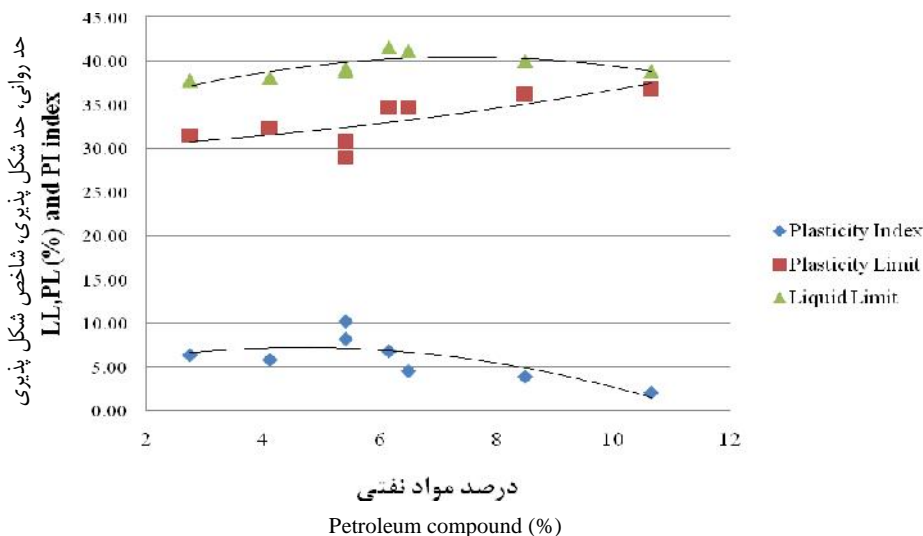 حد روانی، حد شکل پذیری، شاخص شکل پذیری
LL,PL (%) and PI index
45.00
40.00
35.00
30.00
25.00
20.00
15.00
10.00
5.00
0.00
2 4 6 8 10 12
Plasticity Index
Plasticity Limit
Liquid Limit
درصد مواد نفتی
Petroleum compound (%)